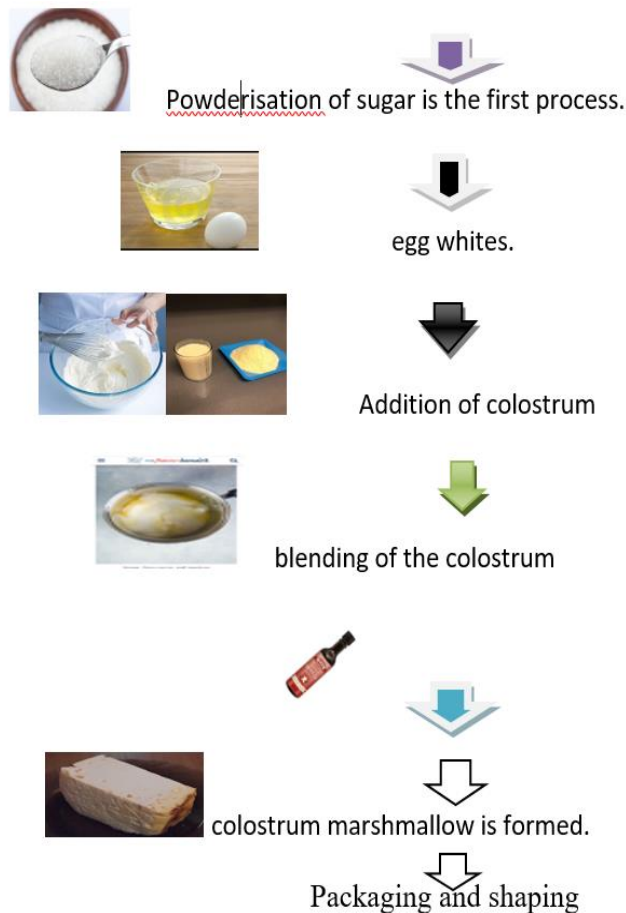 Powderisation of sugar is the first process.
egg whites.
Addition of colostrum
blending of the colostrum
colostrum marshmallow is formed.
Packaging and shaping